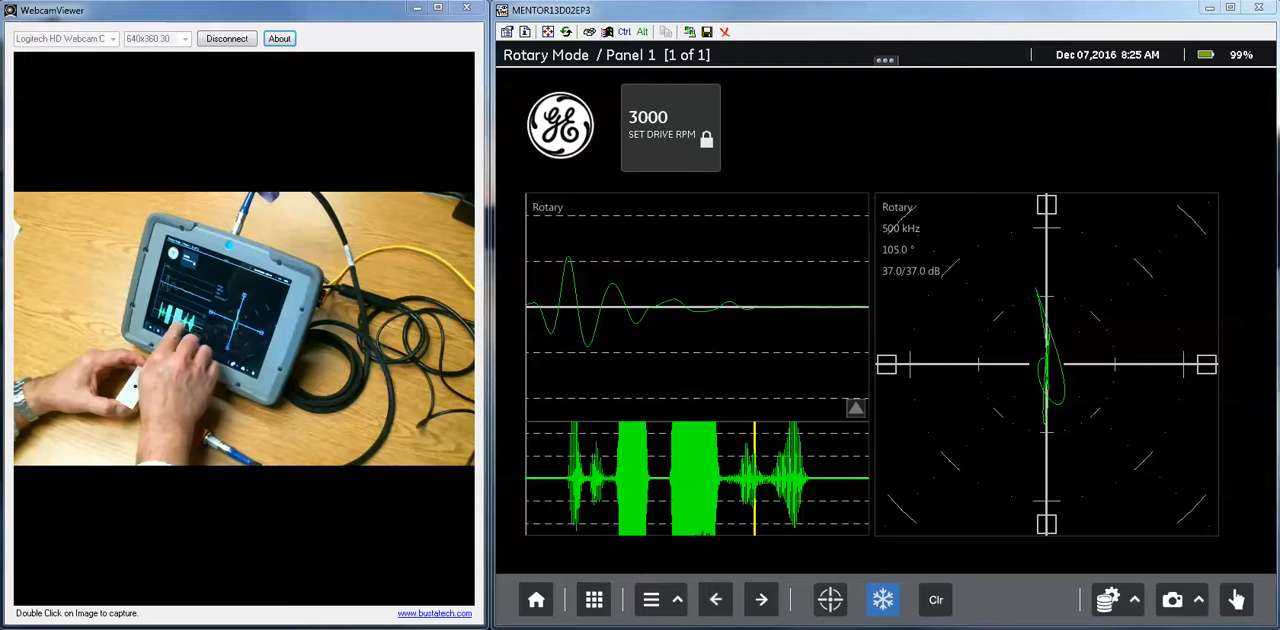 WebcamViewer
Logitech HD Webcam C
640x360 30
Disconnect
About
Double Click on Image to capture.
www.bustatech.com
MENTOR13D02EP3
Ctrl Alt
Rotary Mode / Panel 1 [1 of 1]
Dec 07,2016 8:25 AM
99%
GE
3000
SET DRIVE RPM
Rotary
Rotary
500 kHz
105.0 °
37.0/37.0 dB
Clr